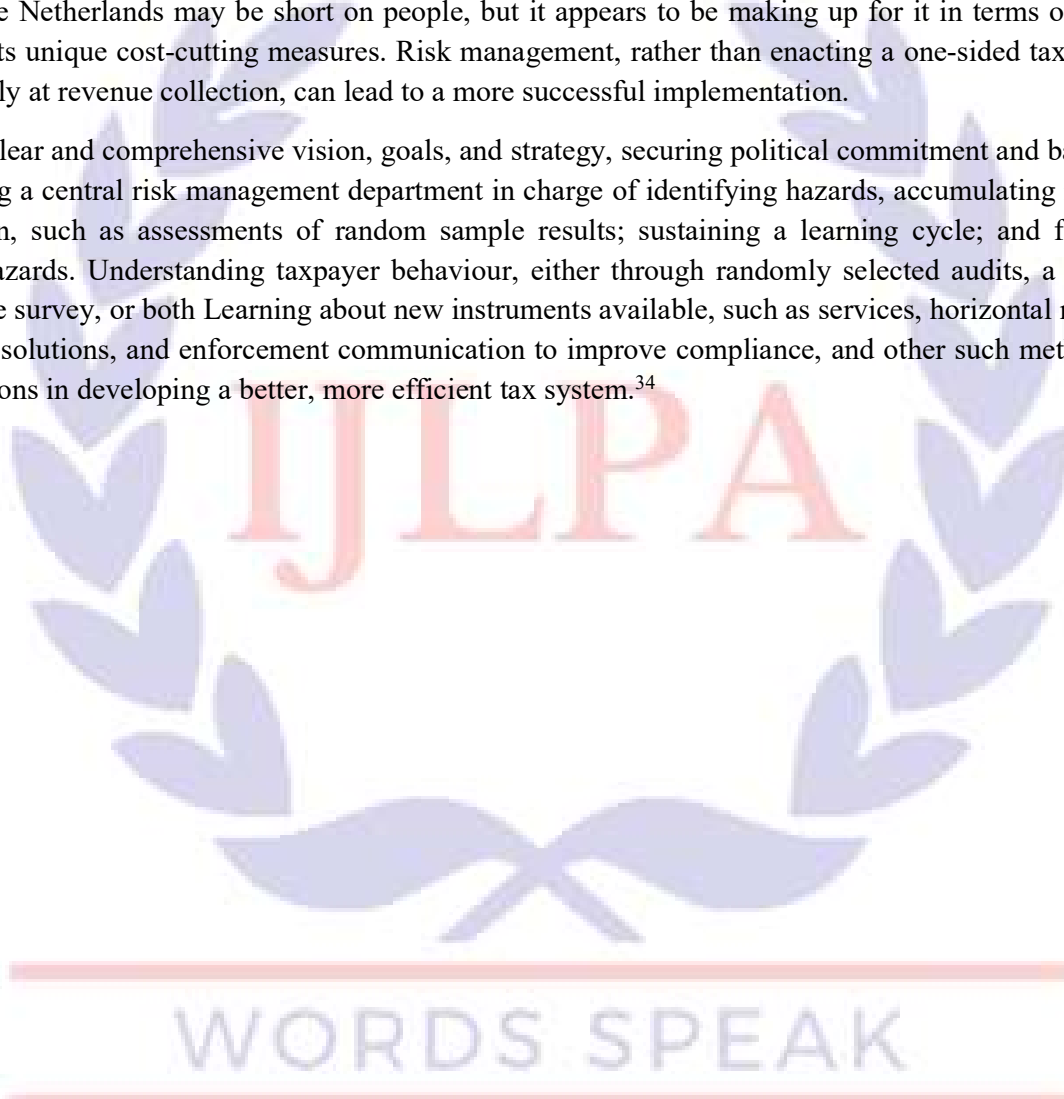 e Netherlands may be short on people, but it appears to be making up for it in terms o
ts unique cost-cutting measures. Risk management, rather than enacting a one-sided tax
ly at revenue collection, can lead to a more successful implementation.
lear and comprehensive vision, goals, and strategy, securing political commitment and b
g a central risk management department in charge of identifying hazards, accumulating
n, such as assessments of random sample results; sustaining a learning cycle; and f
azards. Understanding taxpayer behaviour, either through randomly selected audits, a
e survey, or both Learning about new instruments available, such as services, horizontal
solutions, and enforcement communication to improve compliance, and other such met
ons in developing a better, more efficient tax system.34
IJLPA
WORDS SPEAK